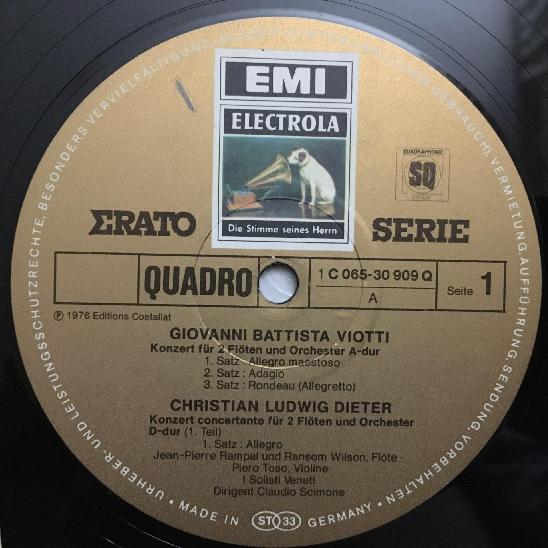 EMI
ELECTROLA
Die Stimme seines Herrn
QUADRAPHONIC
SQ
ΣRATO SERIE
QUADRO
1 C 065-30 909 Q
A
Seite 1
℗ 1976 Editions Costallat
GIOVANNI BATTISTA VIOTTI
Konzert für 2 Flöten und Orchester A-dur
1. Satz: Allegro maestoso
2. Satz: Adagio
3. Satz: Rondeau (Allegretto)
CHRISTIAN LUDWIG DIETER
Konzert concertante für 2 Flöten und Orchester
D-dur (1. Teil)
1. Satz: Allegro
Jean-Pierre Rampal und Ransom Wilson, Flöte
Piero Toso, Violine
I Solisti Veneti
Dirigent Claudio Scimone
URHEBER- UND LEISTUNGSSCHUTZRECHTE, BESONDERS VERVIELFÄLTIGUNG, GEBRAUCH), VERMIETUNG, AUFFÜHRUNG, SENDUNG, VORBEHALTEN
• MADE IN ST 33 GERMANY •